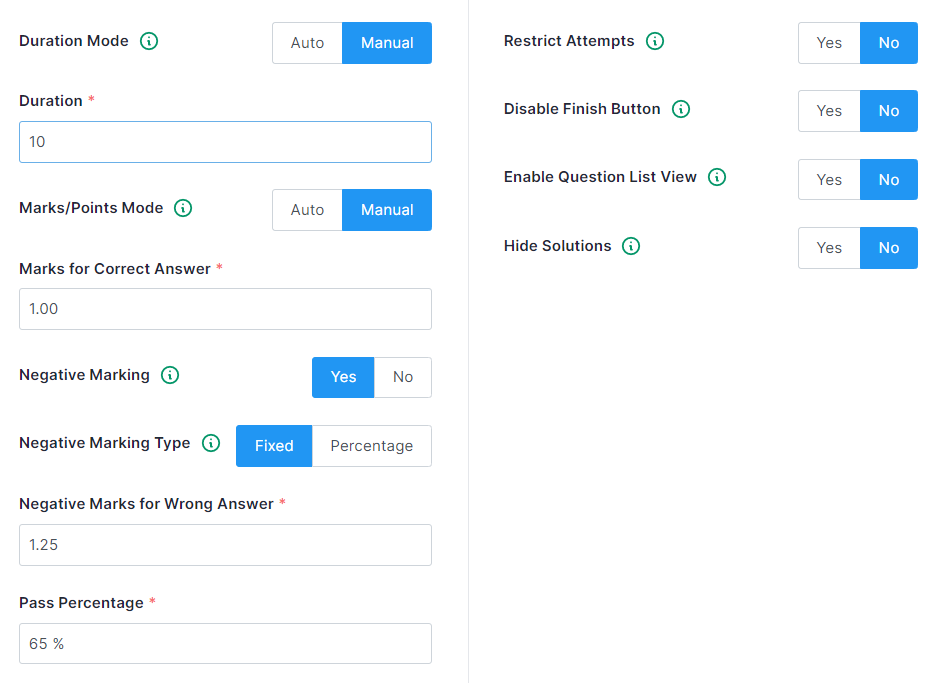 Duration Mode Auto Manual
Duration *
10
Marks/Points Mode Auto Manual
Marks for Correct Answer *
1.00
Negative Marking Yes No
Negative Marking Type Fixed Percentage
Negative Marks for Wrong Answer *
1.25
Pass Percentage *
65 %
Restrict Attempts Yes No
Disable Finish Button Yes No
Enable Question List View Yes No
Hide Solutions Yes No